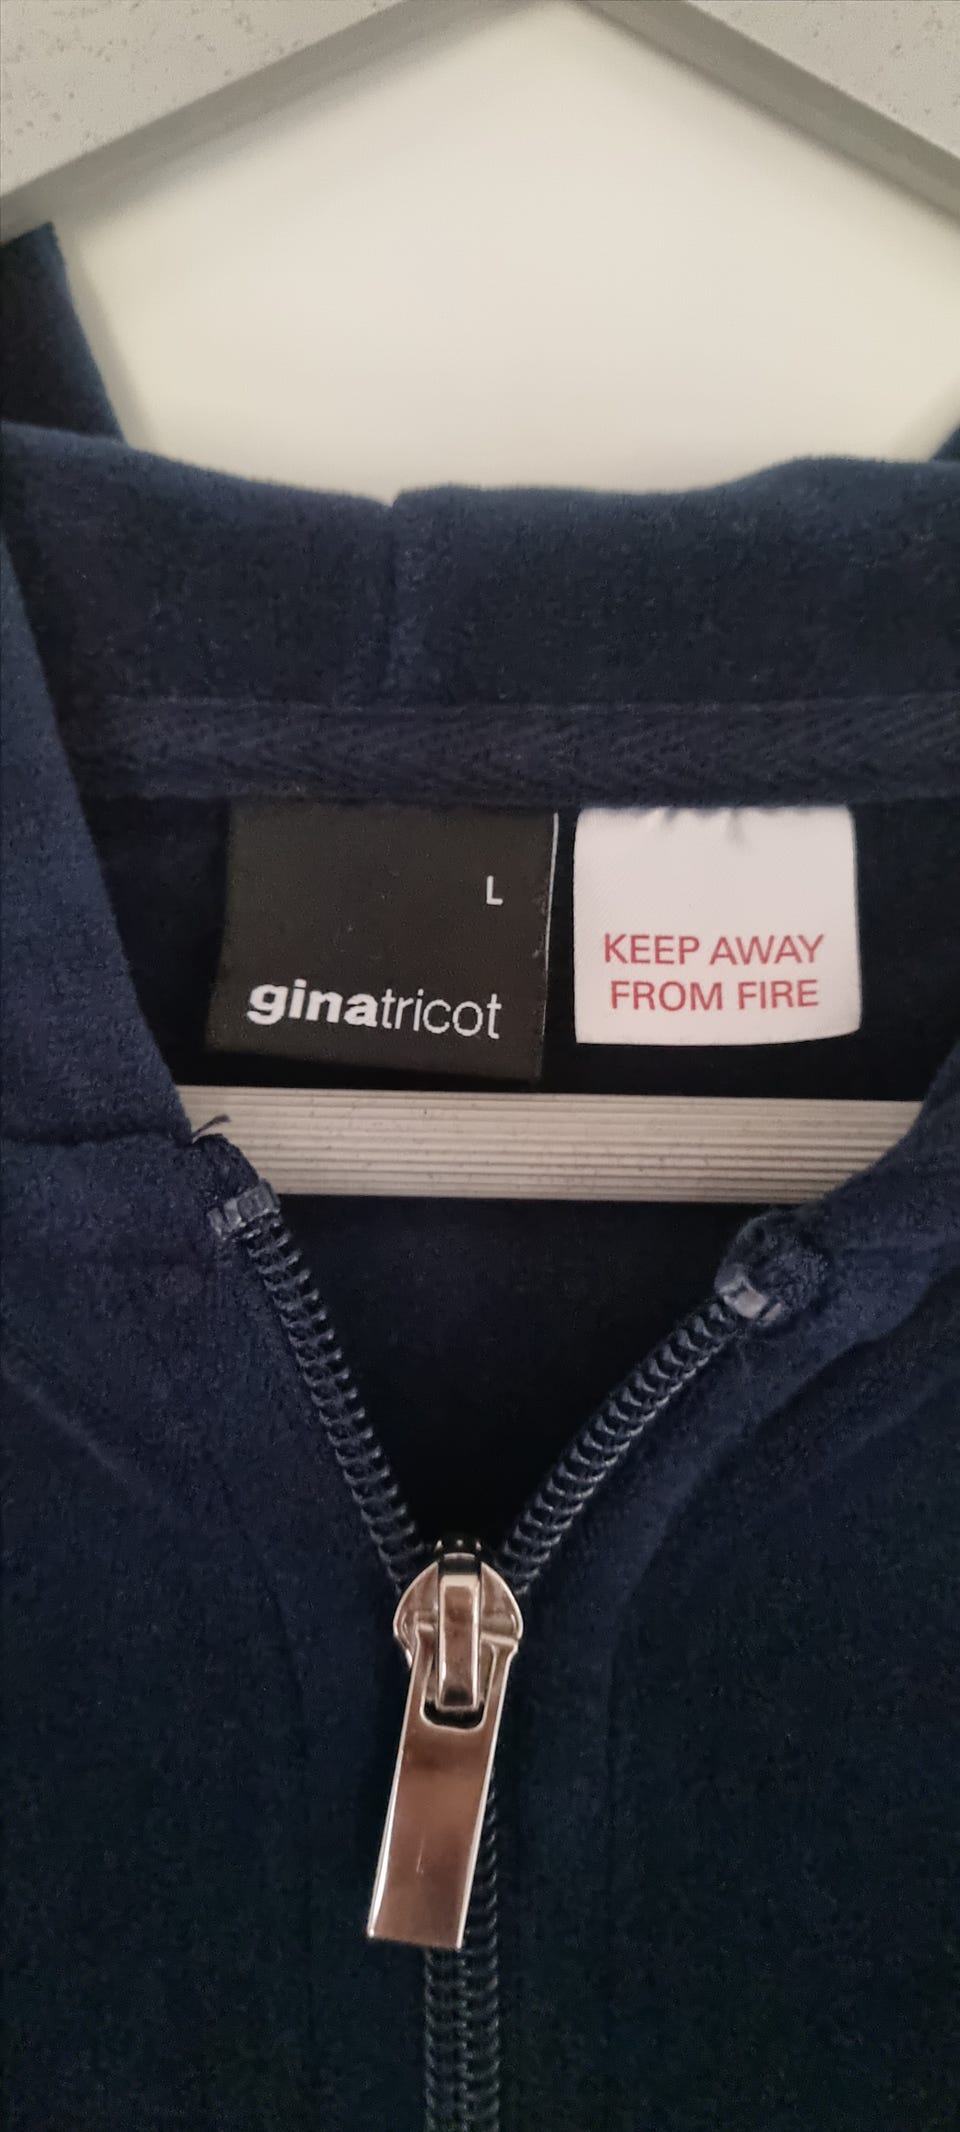 L
ginatricot
KEEP AWAY
FROM FIRE